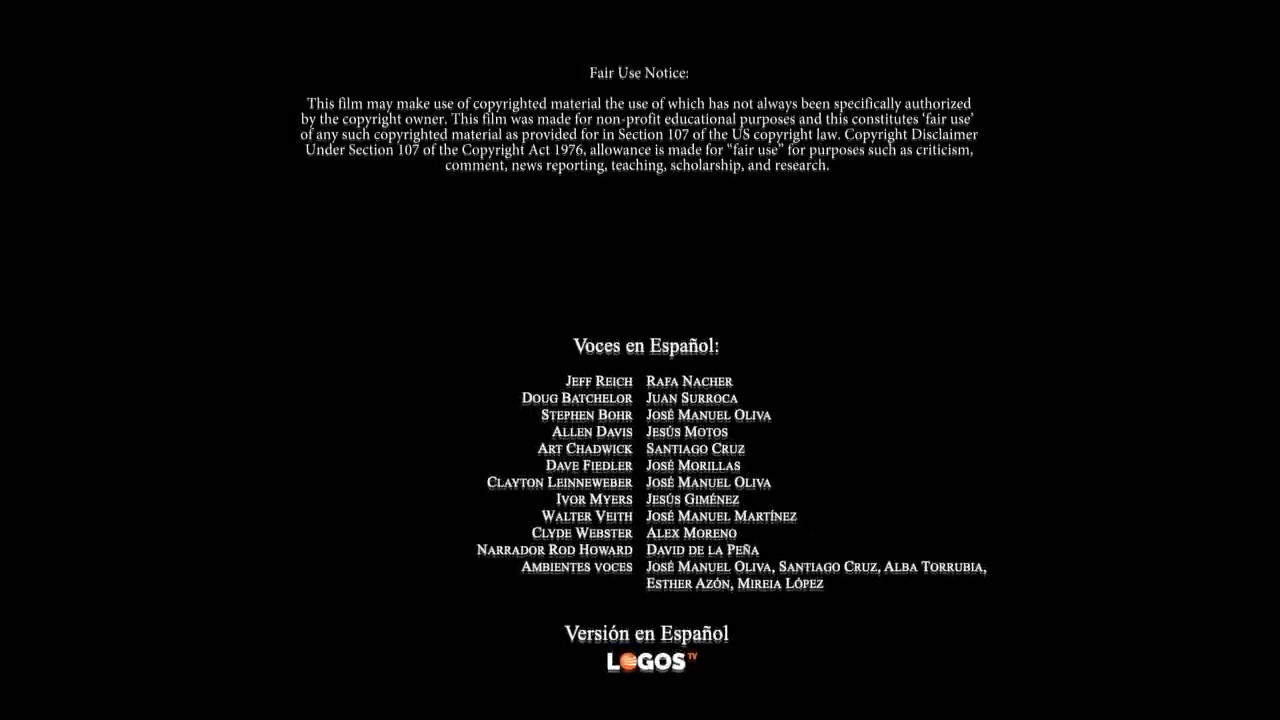 Fair Use Notice:
This film may make use of copyrighted material the use of which has not always been specifically authorized
by the copyright owner. This film was made for non-profit educational purposes and this constitutes ‘fair use’
of any such copyrighted material as provided for in Section 107 of the US copyright law. Copyright Disclaimer
Under Section 107 of the Copyright Act 1976, allowance is made for “fair use” for purposes such as criticism,
comment, news reporting, teaching, scholarship, and research.
Voces en Español:
Jeff Reich Rafa Nacher
Doug Batchelor Juan Surroca
Stephen Bohr José Manuel Oliva
Allen Davis Jesús Motos
Art Chadwick Santiago Cruz
Dave Fiedler José Morillas
Clayton Leinneweber José Manuel Oliva
Ivor Myers Jesús Giménez
Walter Veith José Manuel Martínez
Clyde Webster Alex Moreno
Narrador Rod Howard David de la Peña
Ambientes voces José Manuel Oliva, Santiago Cruz, Alba Torrubia,
Esther Azón, Mireia López
Versión en Español
LOGOS TV